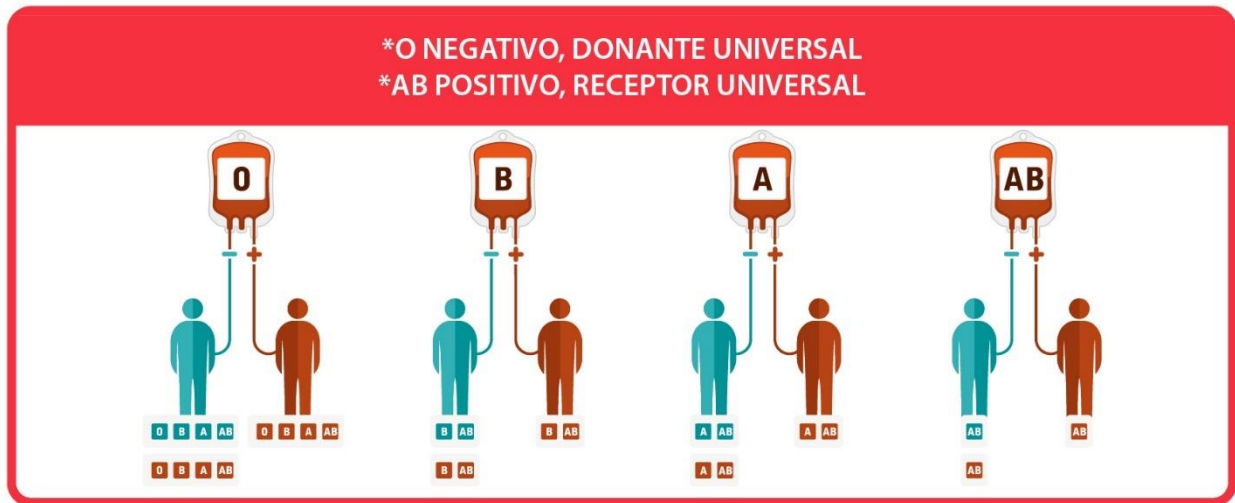 *O NEGATIVO, DONANTE UNIVERSAL
*AB POSITIVO, RECEPTOR UNIVERSAL
O B A AB
- + - + - + - +
O B A AB O B A AB B AB B AB A AB A AB AB AB
O B A AB B AB A AB AB